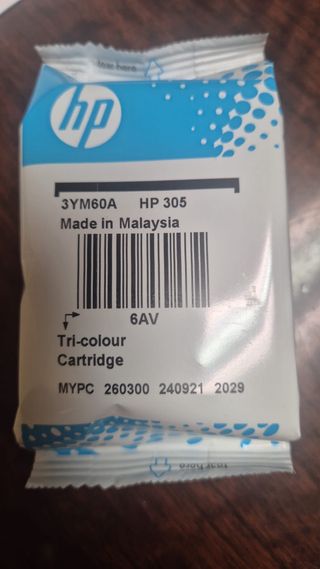 tear here
hp
3YM60A HP 305
Made in Malaysia
6AV
Tri-colour
Cartridge
MYPC 260300 240921 2029
tear here